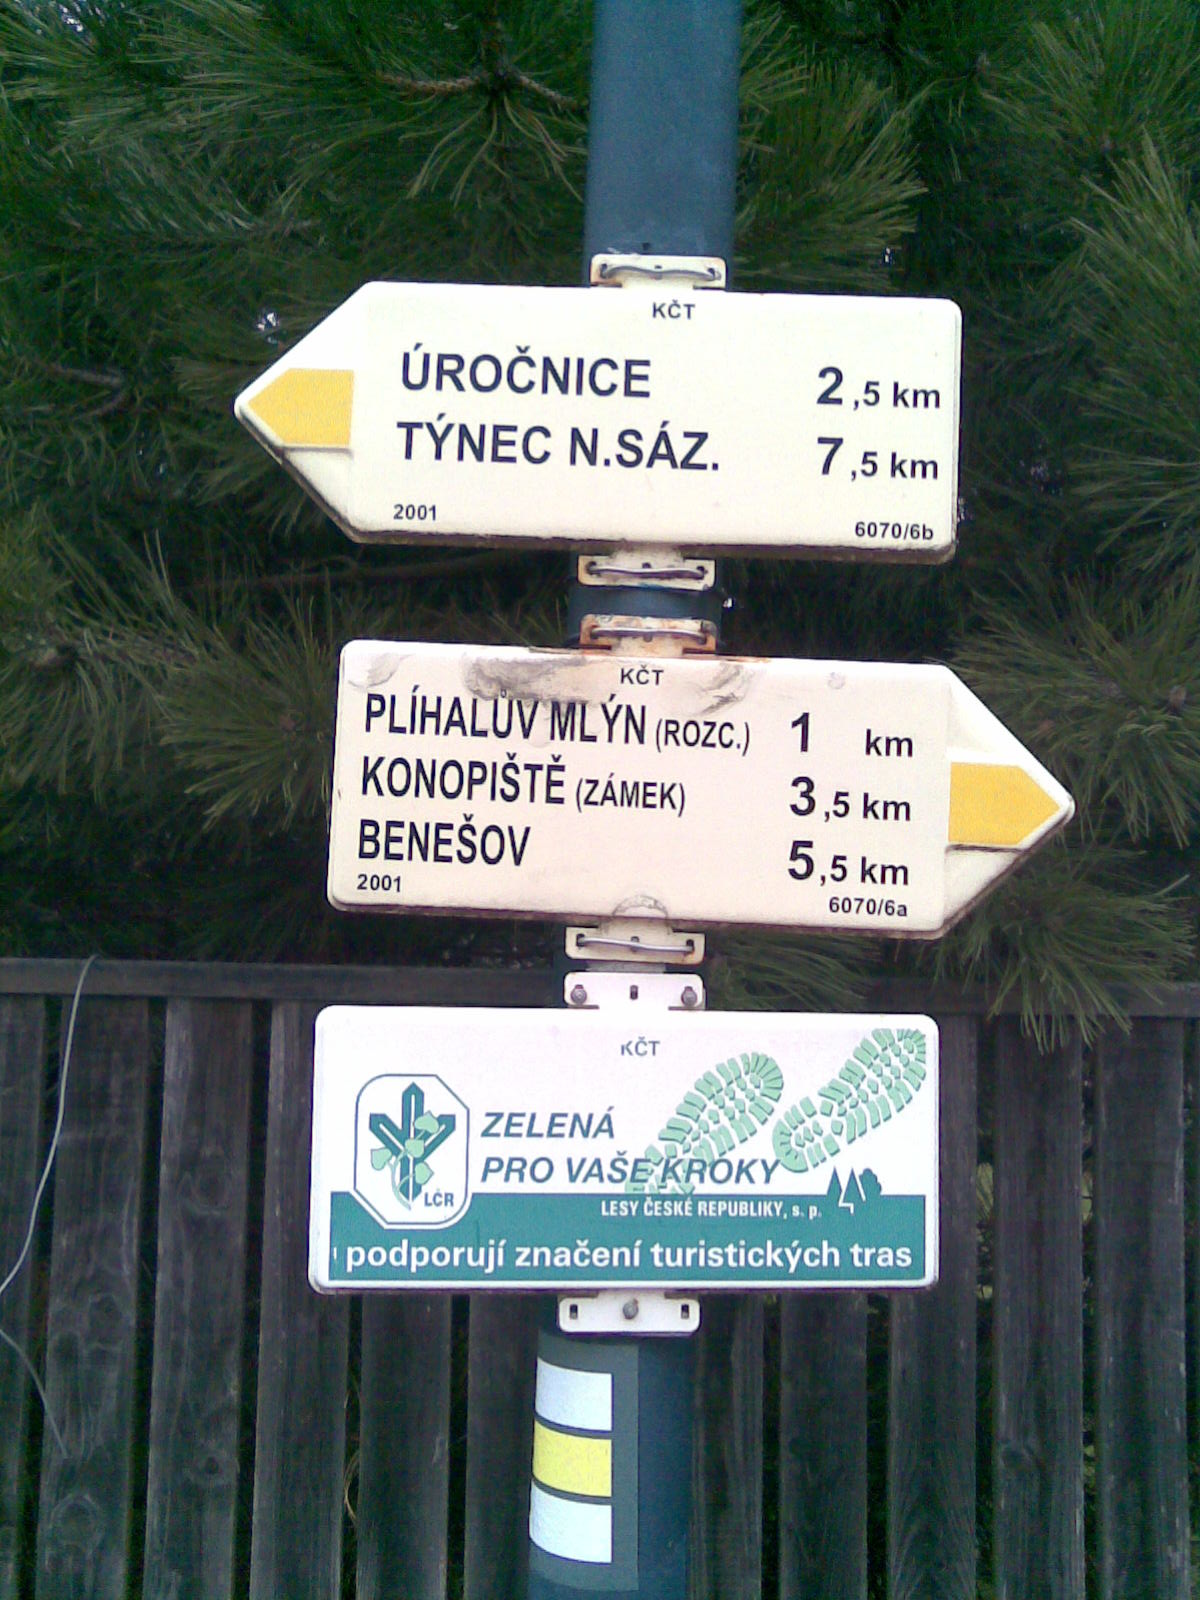 KČT
ÚROČNICE 2,5 km
TÝNEC N.SÁZ. 7,5 km
2001 6070/6b
KČT
PLÍHALŮV MLÝN (ROZC.) 1 km
KONOPIŠTĚ (ZÁMEK) 3,5 km
BENEŠOV 5,5 km
2001 6070/6a
KČT
ZELENÁ
PRO VAŠE KROKY
LČR
LESY ČESKÉ REPUBLIKY, s. p.
podporují značení turistických tras